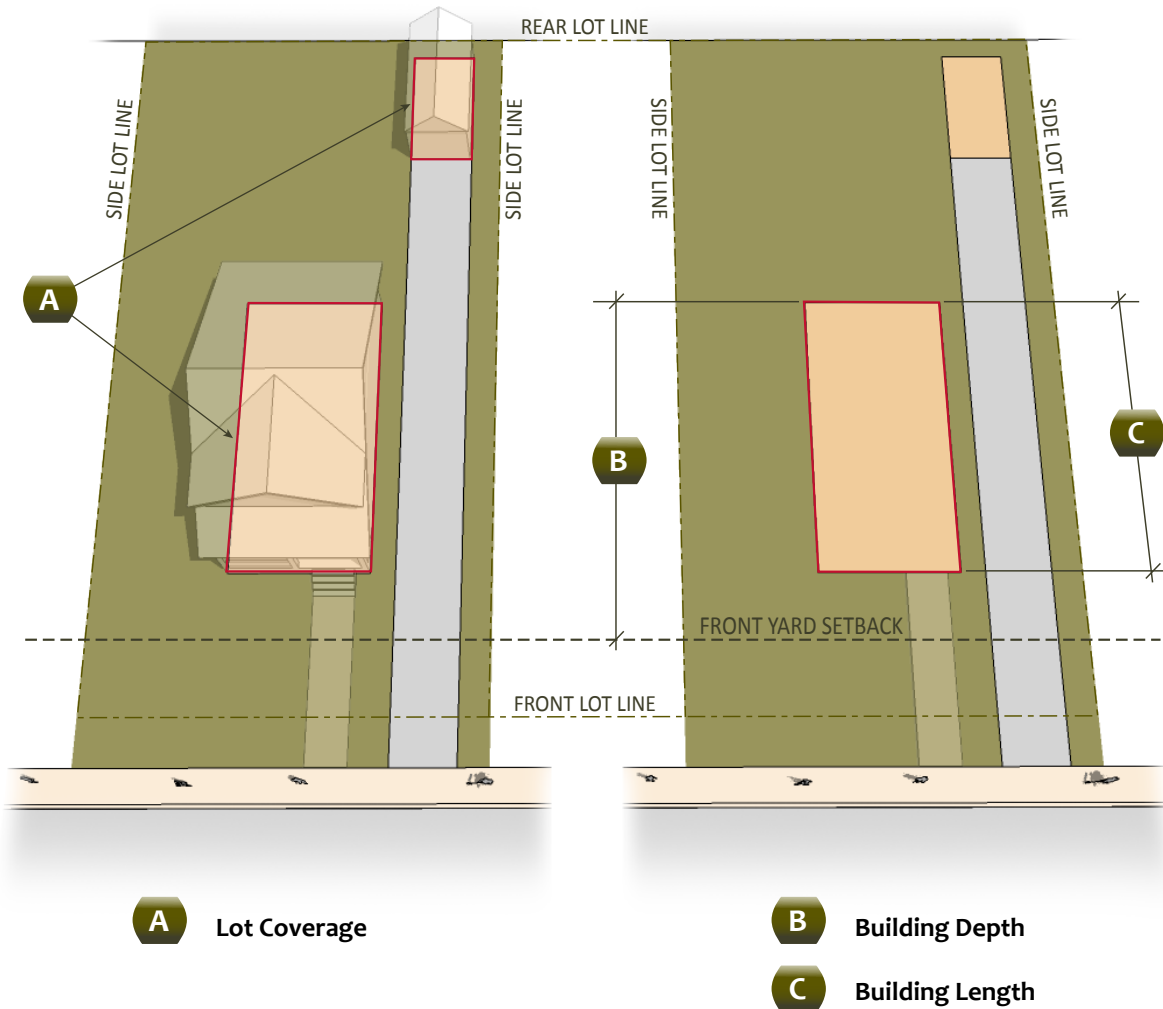 REAR LOT LINE
SIDE LOT LINE
SIDE LOT LINE
SIDE LOT LINE
SIDE LOT LINE
A
B
C
FRONT YARD SETBACK
FRONT LOT LINE
A Lot Coverage
B Building Depth
C Building Length